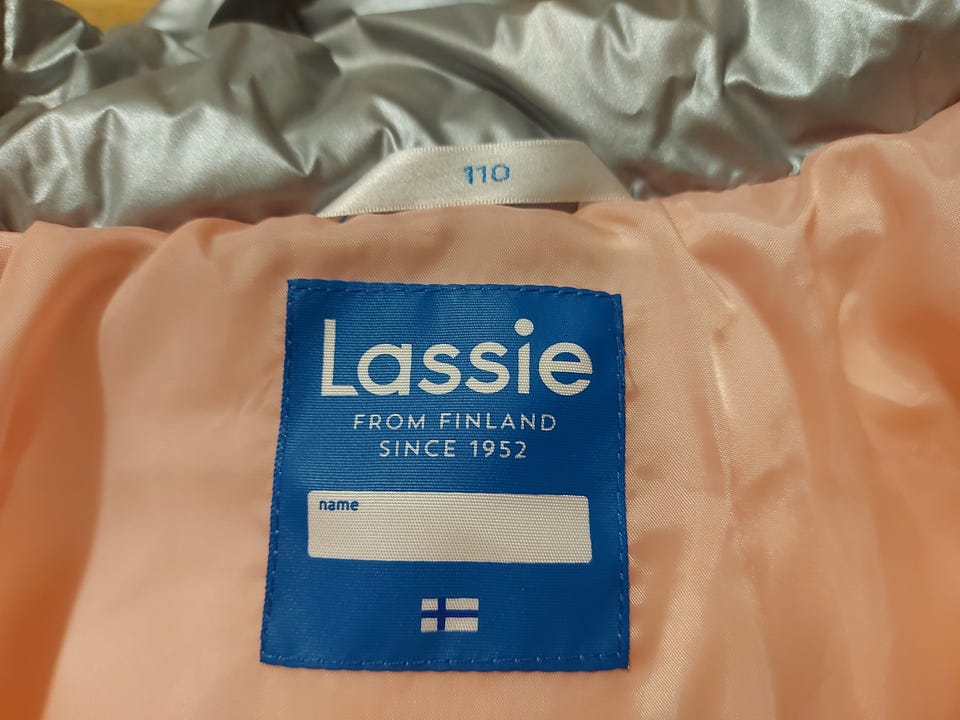 110
Lassie
FROM FINLAND
SINCE 1952
name